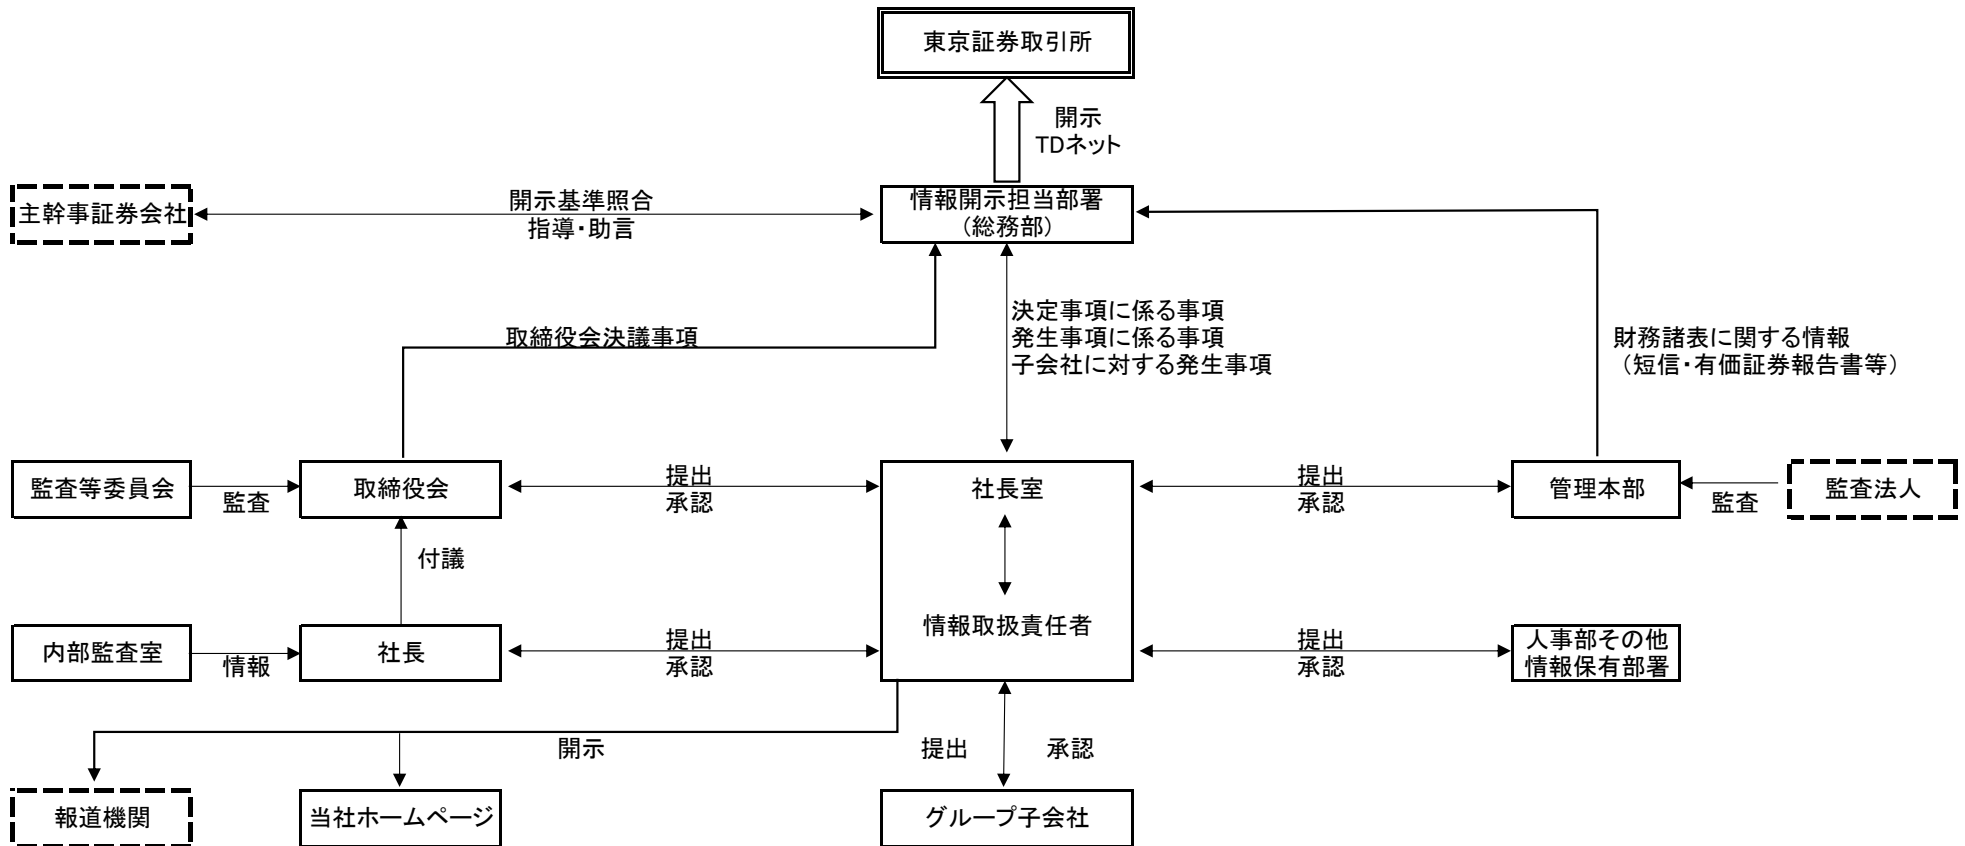 東京証券取引所
開示
TDネット
主幹事証券会社
開示基準照合
指導・助言
情報開示担当部署
(総務部)
取締役会決議事項
決定事項に係る事項
発生事項に係る事項
子会社に対する発生事項
財務諸表に関する情報
(短信・有価証券報告書等)
監査等委員会
監査
取締役会
提出
承認
社長室
提出
承認
管理本部
監査
監査法人
付議
内部監査室
情報
社長
提出
承認
情報取扱責任者
提出
承認
人事部その他
情報保有部署
開示
提出
承認
報道機関
当社ホームページ
グループ子会社